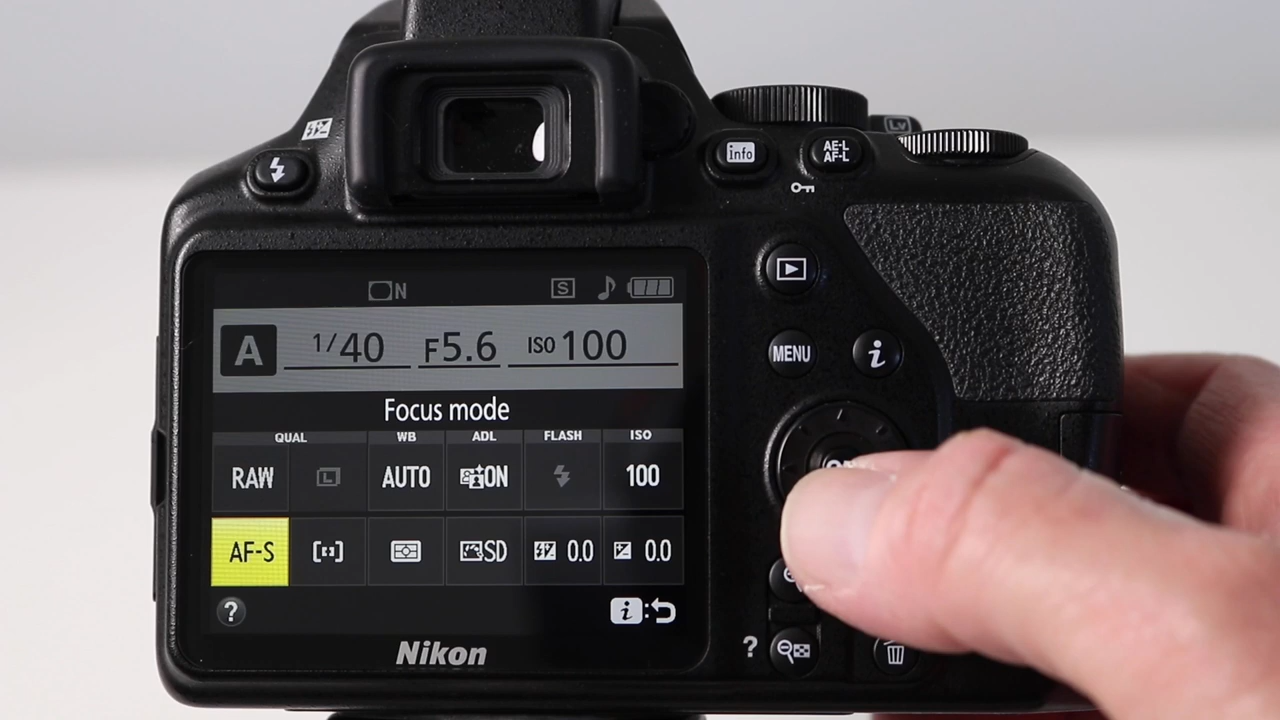 Lv
info
AE-L
AF-L
N
S
A 1/40 F5.6 ISO 100
MENU
i
Focus mode
QUAL WB ADL FLASH ISO
RAW L AUTO ON 100
AF-S SD 0.0 0.0
? i:
Nikon
?